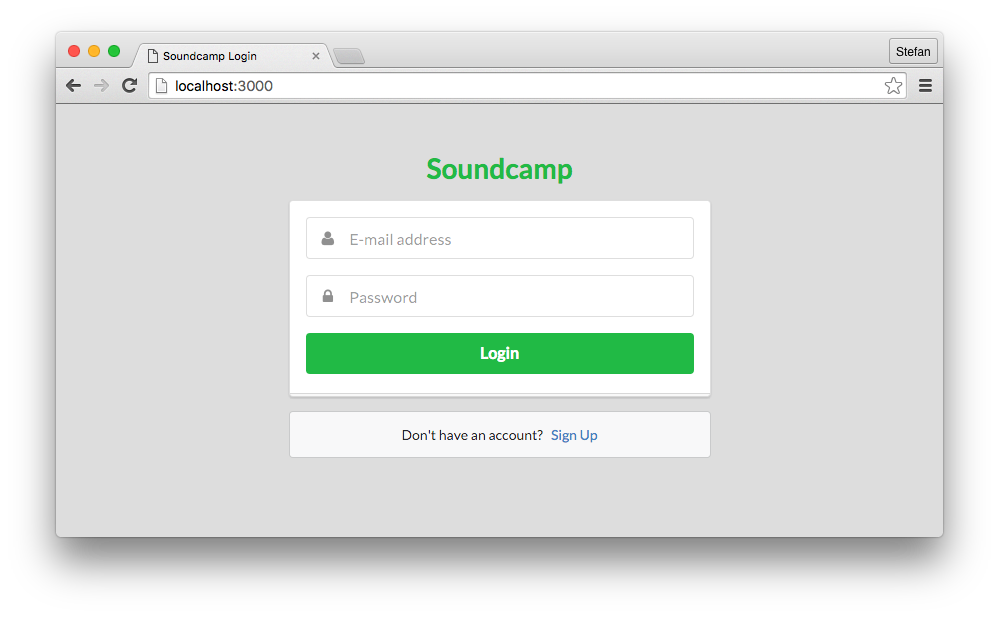 Soundcamp Login
Stefan
localhost:3000
Soundcamp
E-mail address
Password
Login
Don't have an account? Sign Up